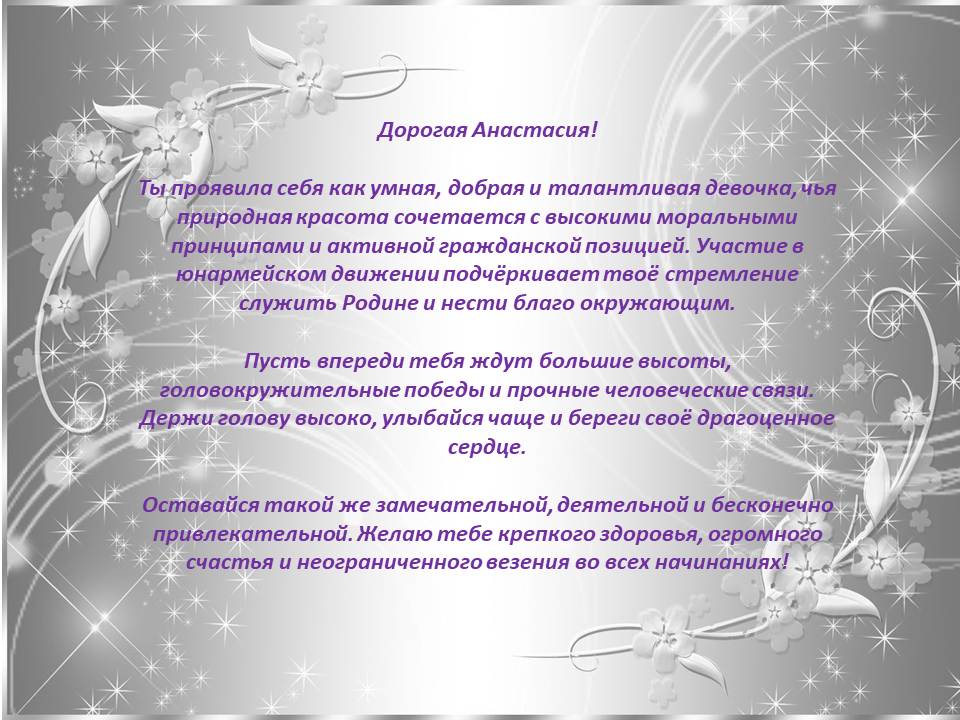 Дорогая Анастасия!
Ты проявила себя как умная, добрая и талантливая девочка, чья
природная красота сочетается с высокими моральными
принципами и активной гражданской позицией. Участие в
юнармейском движении подчёркивает твоё стремление
служить Родине и нести благо окружающим.
Пусть впереди тебя ждут большие высоты,
головокружительные победы и прочные человеческие связи.
Держи голову высоко, улыбайся чаще и береги своё драгоценное
сердце.
Оставайся такой же замечательной, деятельной и бесконечно
привлекательной. Желаю тебе крепкого здоровья, огромного
счастья и неограниченного везения во всех начинаниях!